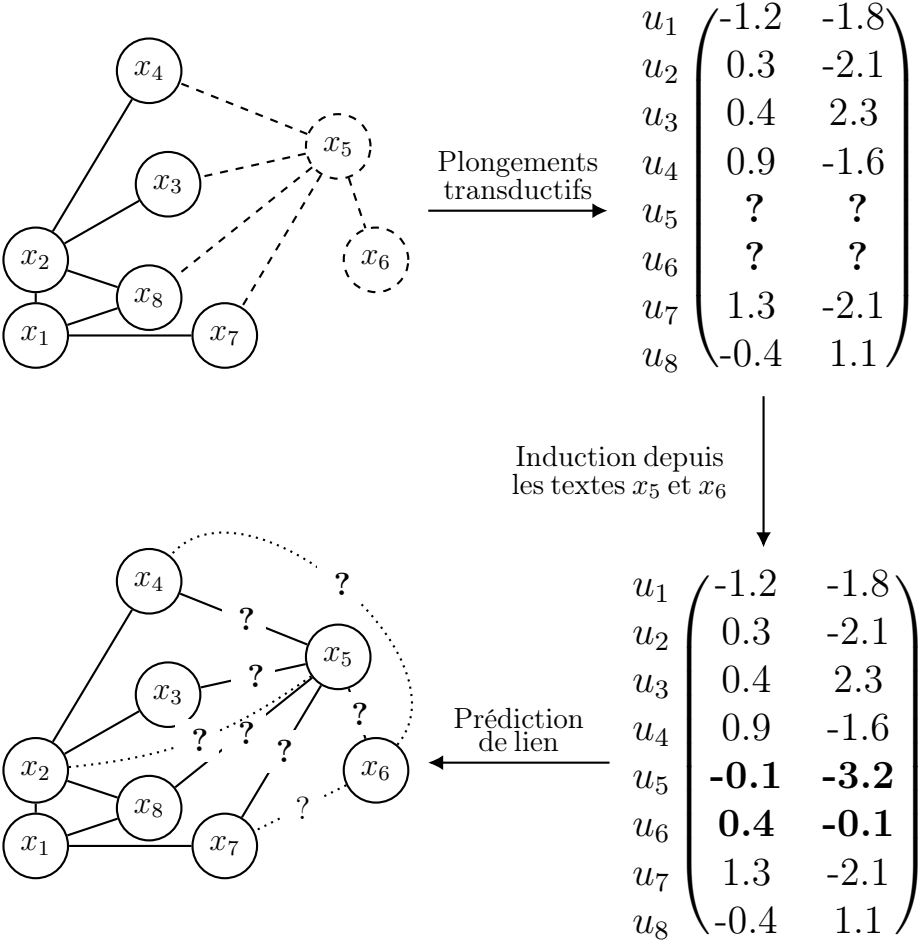 x₄
x₅
x₃
x₆
x₂
x₈
x₁
x₇
Plongements
transductifs
u₁ -1.2 -1.8
u₂ 0.3 -2.1
u₃ 0.4 2.3
u₄ 0.9 -1.6
u₅ ? ?
u₆ ? ?
u₇ 1.3 -2.1
u₈ -0.4 1.1
Induction depuis
les textes x₅ et x₆
u₁ -1.2 -1.8
u₂ 0.3 -2.1
u₃ 0.4 2.3
u₄ 0.9 -1.6
u₅ -0.1 -3.2
u₆ 0.4 -0.1
u₇ 1.3 -2.1
u₈ -0.4 1.1
Prédiction
de lien
x₄
?
?
x₅
?
x₃
?
? ? ?
x₂
x₆
x₈
?
x₁
x₇